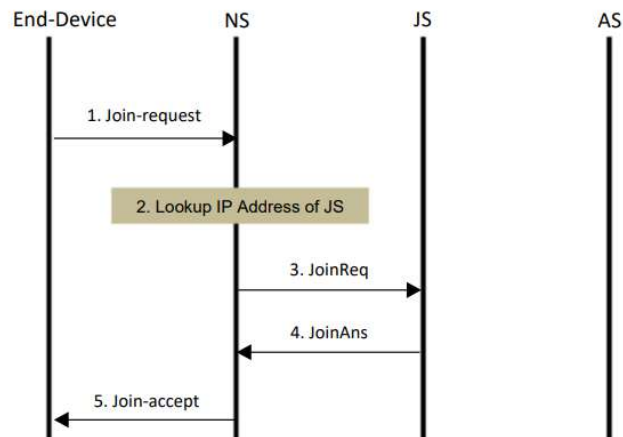 End-Device NS JS AS
1. Join-request
2. Lookup IP Address of JS
3. JoinReq
4. JoinAns
5. Join-accept